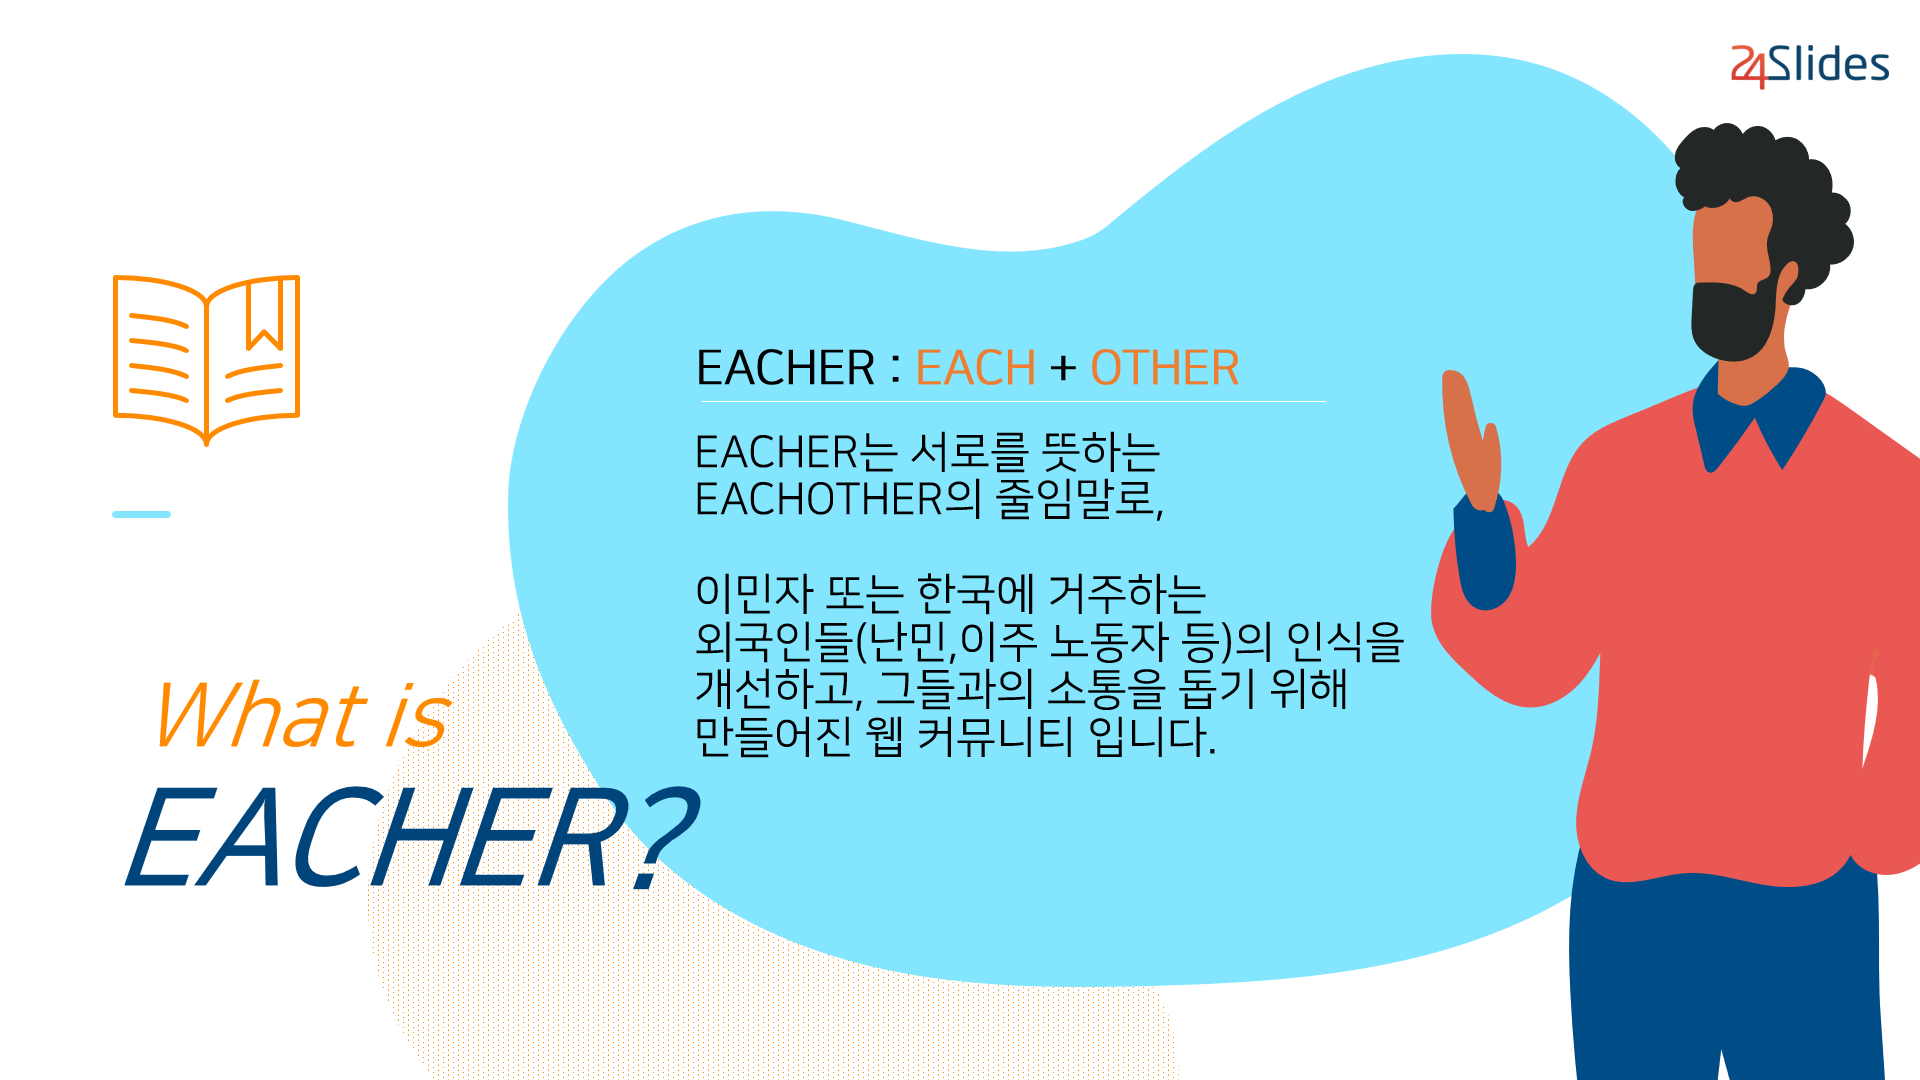 24Slides
What is
EACHER?
EACHER : EACH + OTHER
EACHER는 서로를 뜻하는
EACHOTHER의 줄임말로,
이민자 또는 한국에 거주하는
외국인들(난민,이주 노동자 등)의 인식을
개선하고, 그들과의 소통을 돕기 위해
만들어진 웹 커뮤니티 입니다.